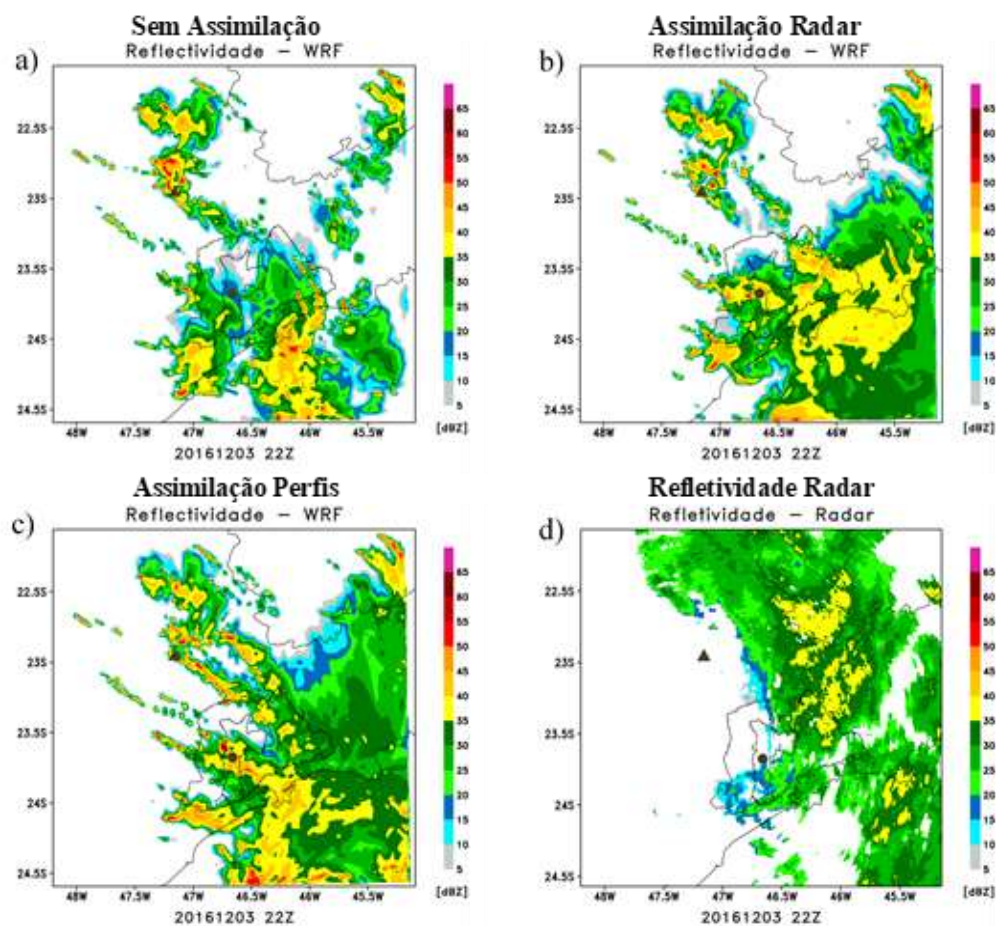 Sem Assimilação
Reflectividade – WRF
a)
65
60
55
50
45
40
35
30
25
20
15
10
5
[dBZ]
22.5S
23S
23.5S
24S
24.5S
48W 47.5W 47W 46.5W 46W 45.5W
20161203 22Z
Assimilação Radar
Reflectividade – WRF
b)
65
60
55
50
45
40
35
30
25
20
15
10
5
[dBZ]
22.5S
23S
23.5S
24S
24.5S
48W 47.5W 47W 46.5W 46W 45.5W
20161203 22Z
Assimilação Perfis
Reflectividade – WRF
c)
65
60
55
50
45
40
35
30
25
20
15
10
5
[dBZ]
22.5S
23S
23.5S
24S
24.5S
48W 47.5W 47W 46.5W 46W 45.5W
20161203 22Z
Refletividade Radar
Refletividade – Radar
d)
65
60
55
50
45
40
35
30
25
20
15
10
5
[dBZ]
22.5S
23S
23.5S
24S
24.5S
48W 47.5W 47W 46.5W 46W 45.5W
20161203 22Z